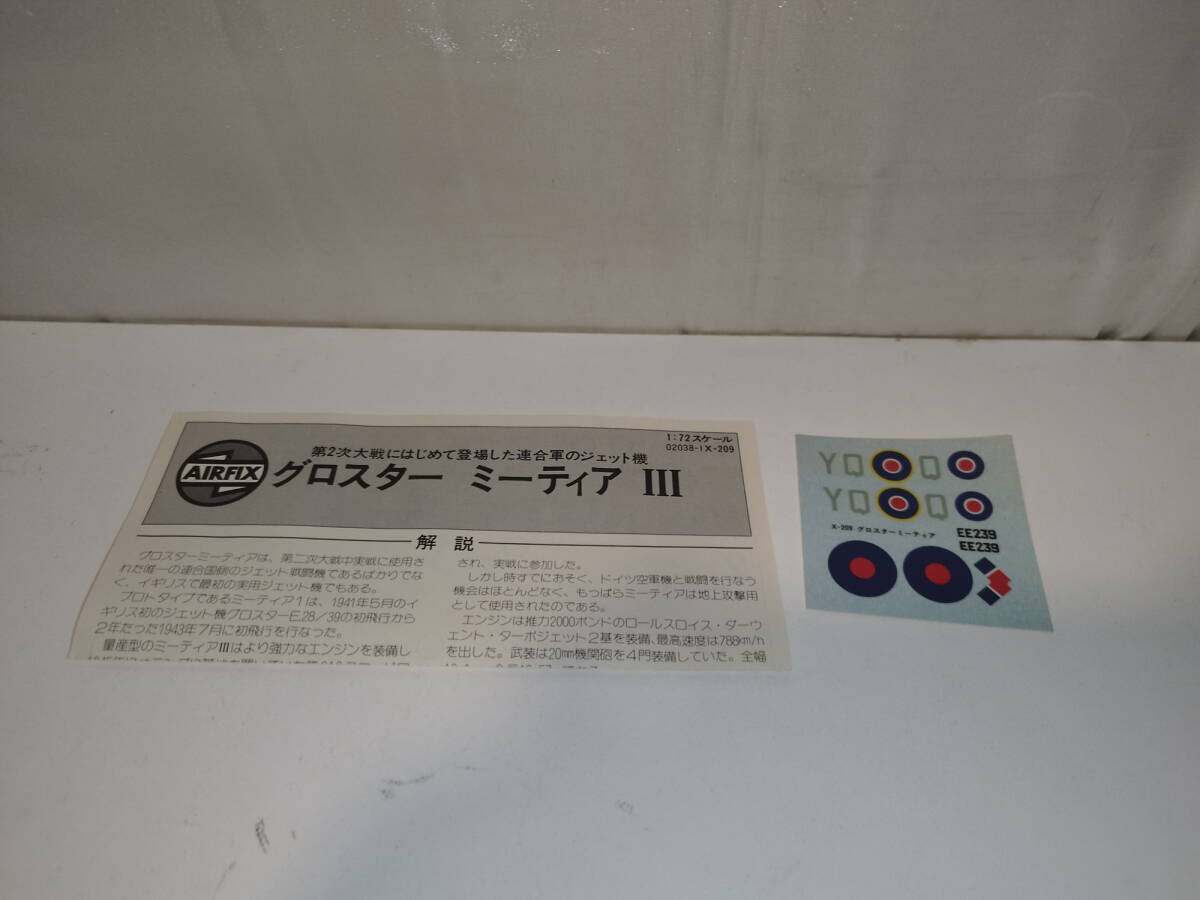 1:72スケール
02038-1X-209
第2次大戦にはじめて登場した連合軍のジェット機
AIRFIX
グロスター ミーティア III
解 説
グロスターミーティアは、第二次大戦中実戦に使用さ
れた唯一の連合国側のジェット戦闘機であるばかりでな
く、イギリスで最初の実用ジェット機でもある。
プロトタイプであるミーティア1は、1941年5月のイ
ギリス初のジェット機グロスターE.28/39の初飛行から
2年たった1943年7月に初飛行を行なった。
量産型のミーティアIIIはより強力なエンジンを装備し
され、実戦に参加した。
しかし時すでにおそく、ドイツ空軍機と戦闘を行なう
機会はほとんどなく、もっぱらミーティアは地上攻撃用
として使用されたのである。
エンジンは推力2000ポンドのロールスロイス・ダーウ
ェント・ターボジェット2基を装備、最高速度は788km/h
を出した。武装は20mm機関砲を4門装備していた。全幅
YQ Q
YQ Q
X-209 グロスターミーティア
EE239
EE239